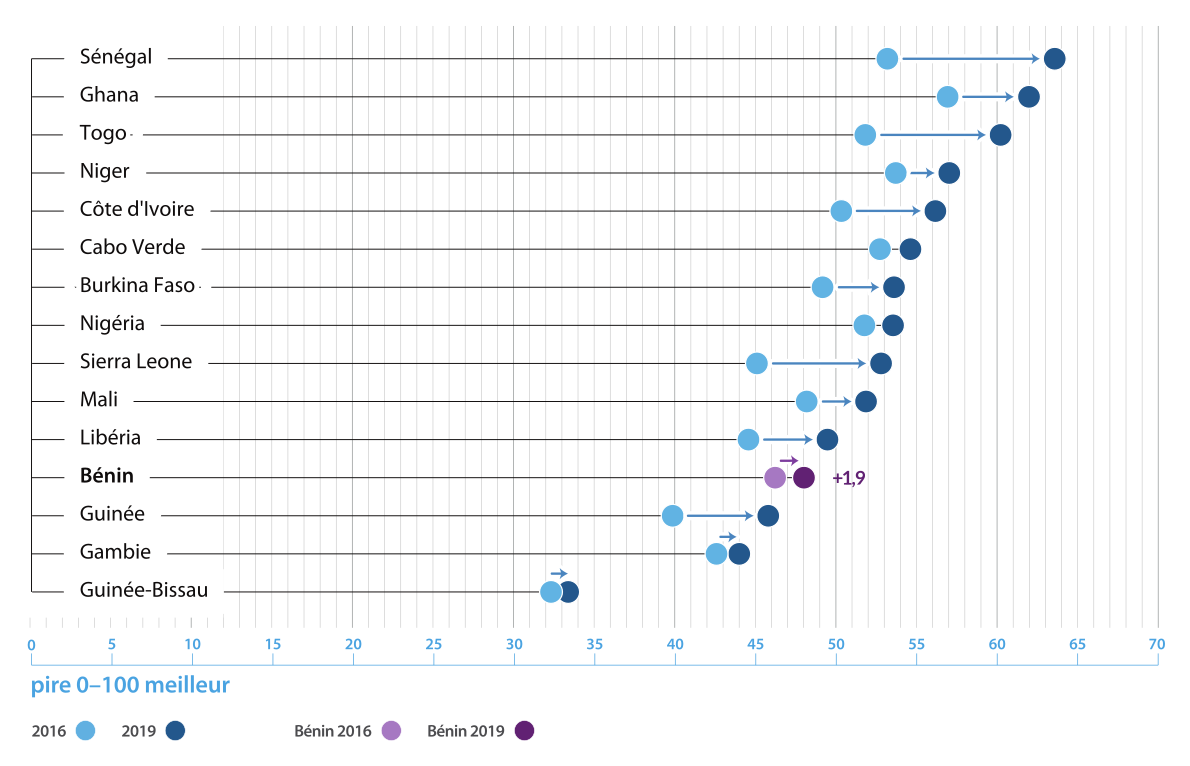 Sénégal
Ghana
Togo
Niger
Côte d'Ivoire
Cabo Verde
Burkina Faso
Nigéria
Sierra Leone
Mali
Libéria
Bénin +1,9
Guinée
Gambie
Guinée-Bissau
0 5 10 15 20 25 30 35 40 45 50 55 60 65 70
pire 0–100 meilleur
2016 2019 Bénin 2016 Bénin 2019